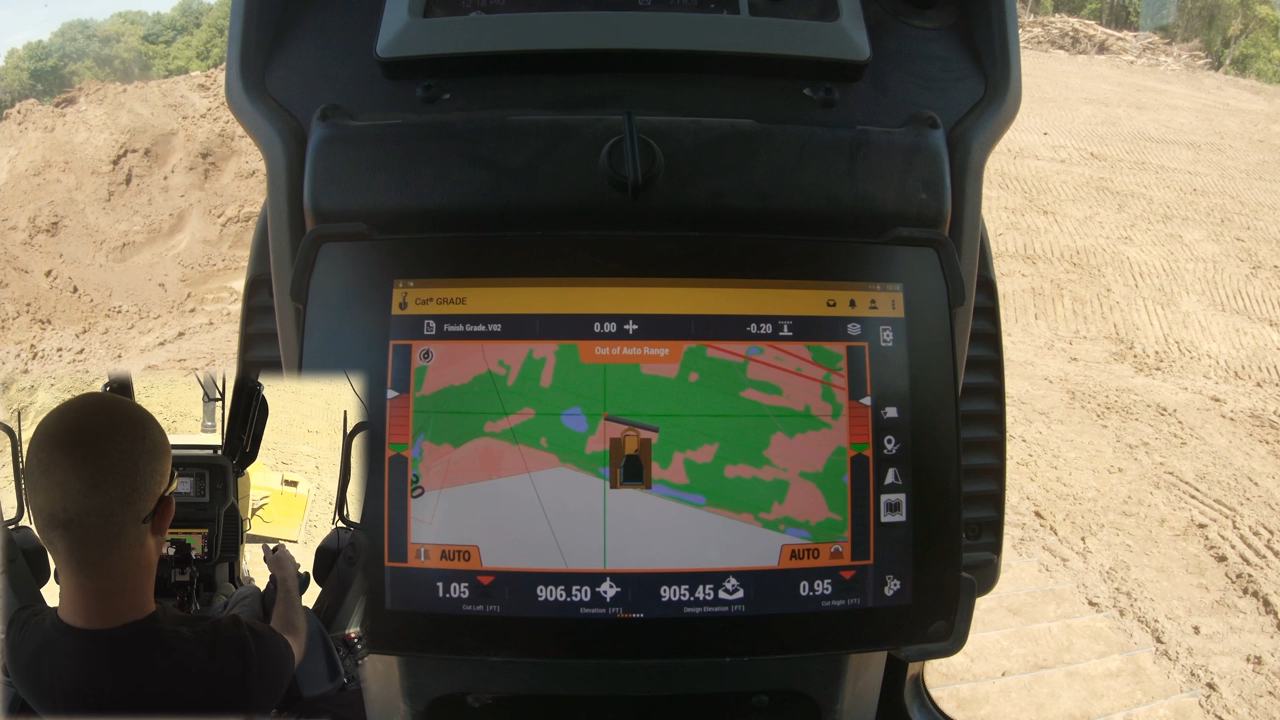 Cat® GRADE
Finish Grade.V02
0.00
-0.20
Out of Auto Range
AUTO
AUTO
1.05
906.50
905.45
0.95
Cut Left [FT]
Elevation [FT]
Design Elevation [FT]
Cut Right [FT]